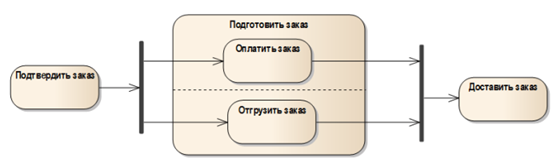 Подготовить заказ
Оплатить заказ
Подтвердить заказ
Доставить заказ
Отгрузить заказ